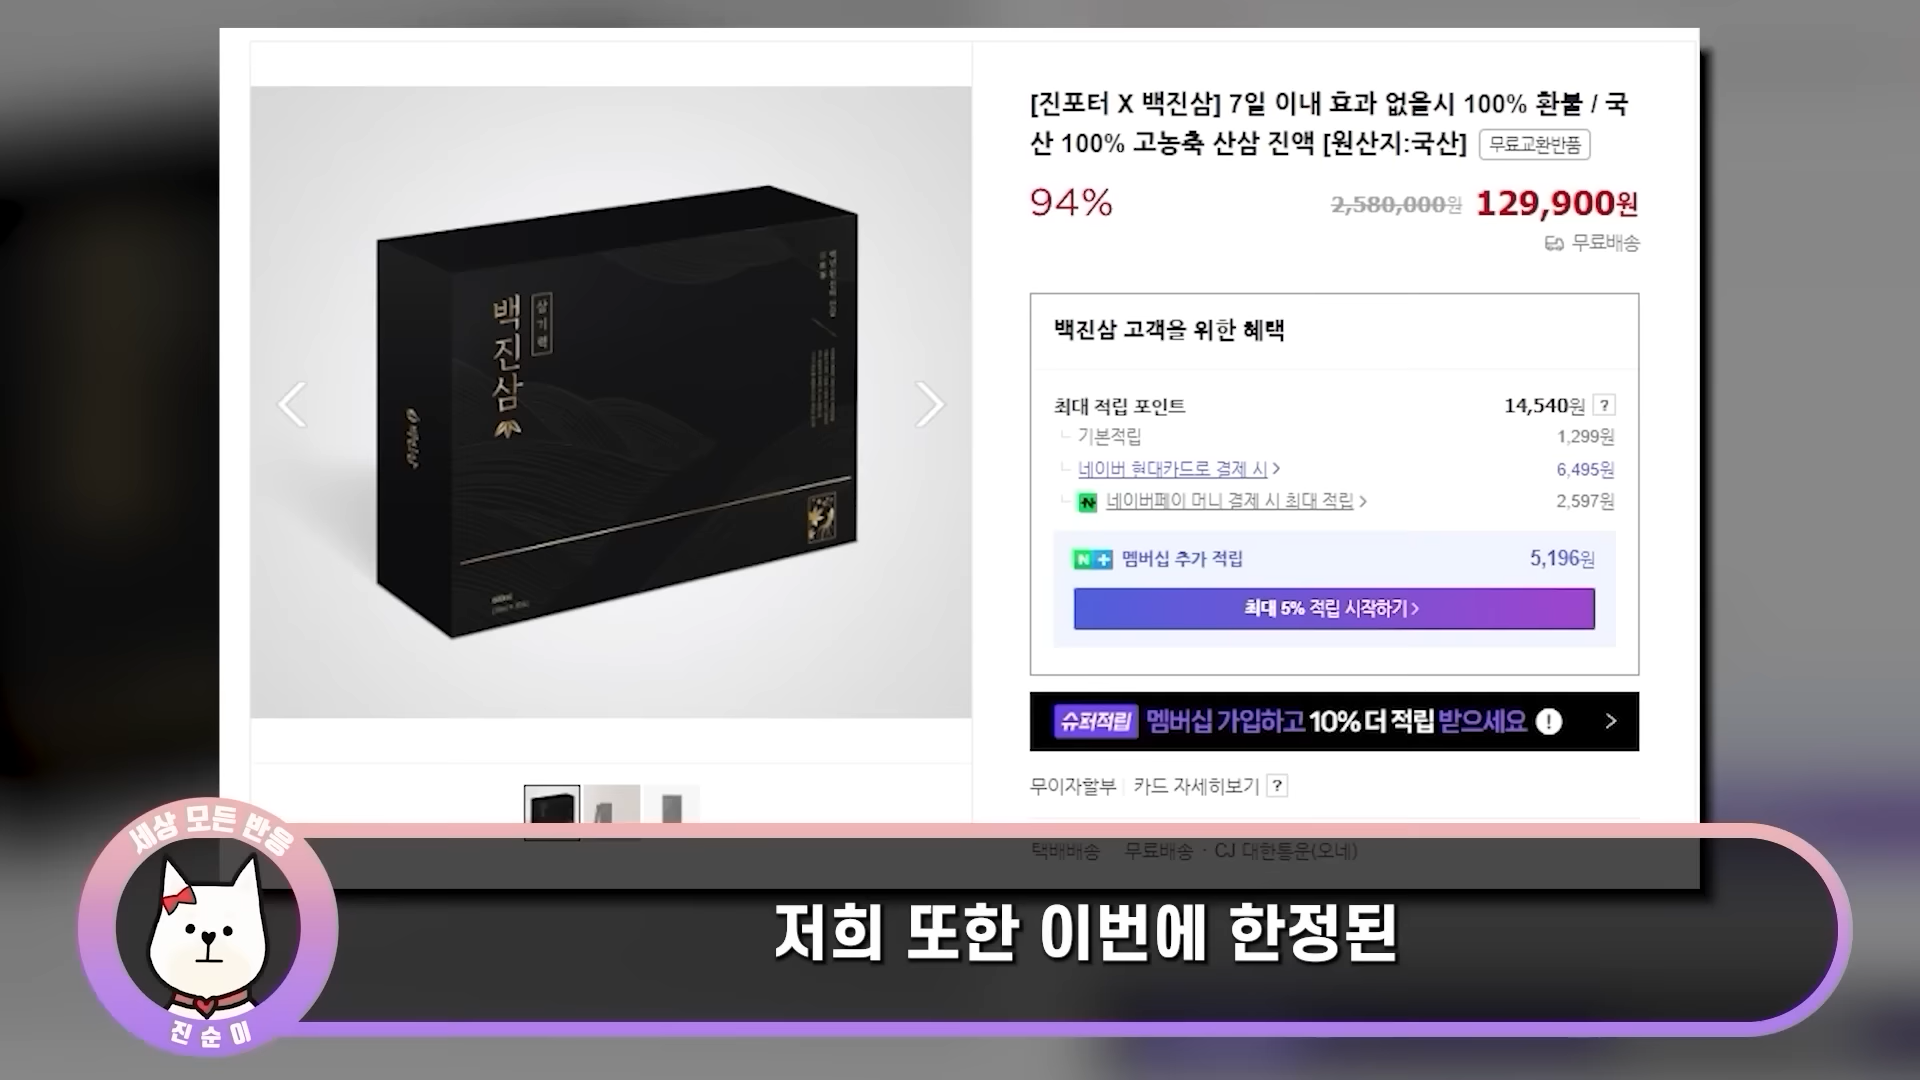 [진포터 X 백진삼] 7일 이내 효과 없을시 100% 환불 / 국
산 100% 고농축 산삼 진액 [원산지:국산] 무료교환반품
94% 2,580,000원 129,900원
무료배송
백진삼 고객을 위한 혜택
최대 적립 포인트 14,540원 ?
기본적립 1,299원
네이버 현대카드로 결제 시 > 6,495원
N 네이버페이 머니 결제 시 최대 적립 > 2,597원
N + 멤버십 추가 적립 5,196원
최대 5% 적립 시작하기 >
슈퍼적립 멤버십 가입하고 10% 더 적립 받으세요 ! >
무이자할부 카드 자세히보기 ?
택배배송 무료배송 · CJ 대한통운(오네)
백진삼
삼기력
백진삼
세상 모든 반응
진순이
저희 또한 이번에 한정된